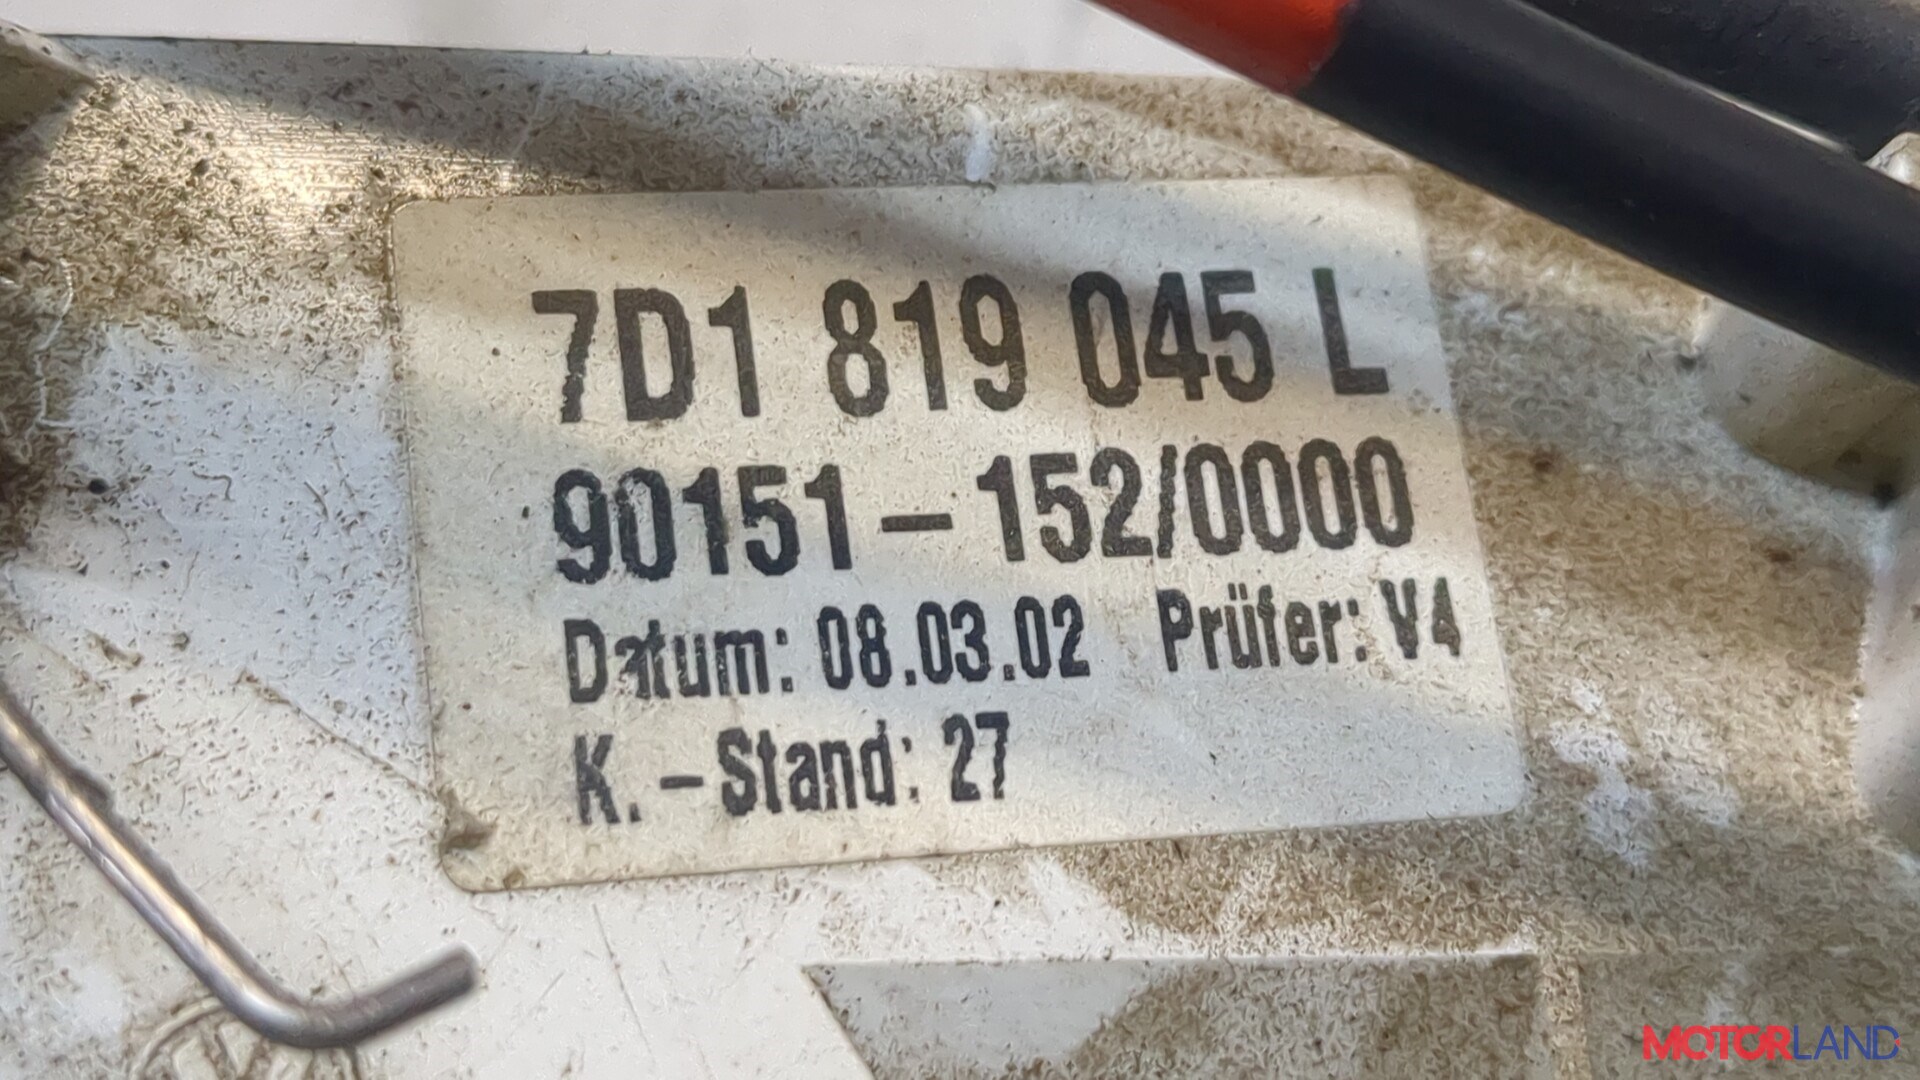 7D1 819 045 L
90151-152/0000
Datum: 08.03.02 Prüfer: V4
K.-Stand: 27
MOTORLAND